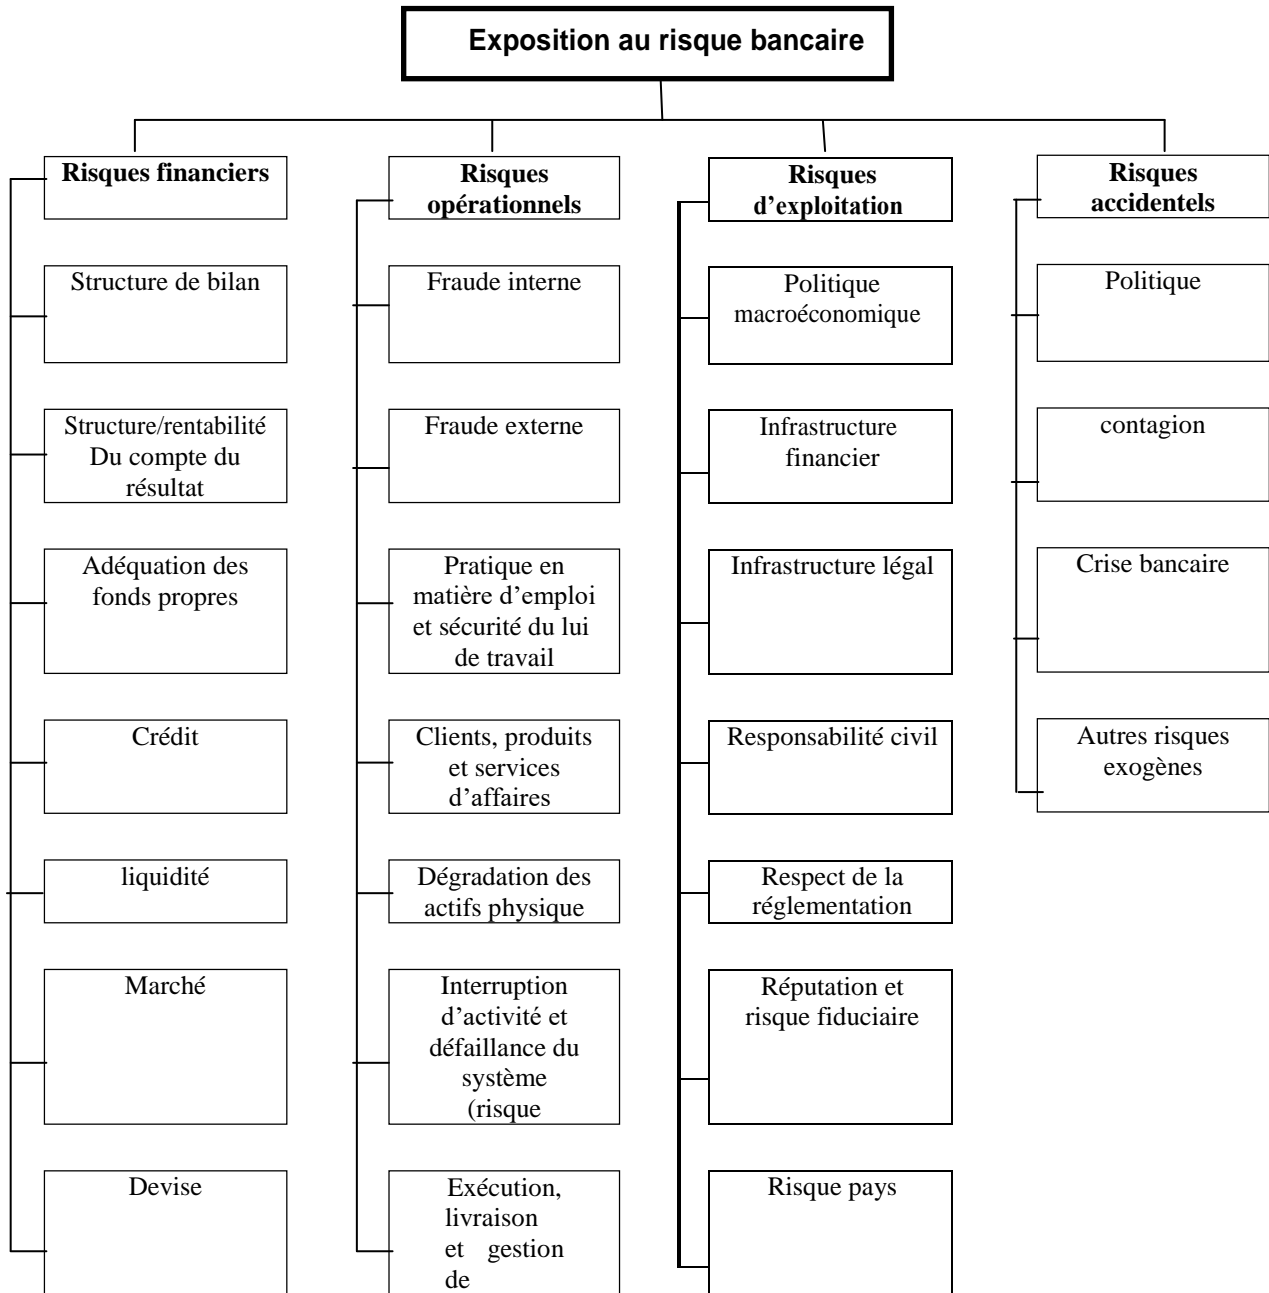 Exposition au risque bancaire
Risques financiers
Structure de bilan
Structure/rentabilité
Du compte du
résultat
Adéquation des
fonds propres
Crédit
liquidité
Marché
Devise
Risques
opérationnels
Fraude interne
Fraude externe
Pratique en
matière d’emploi
et sécurité du lui
de travail
Clients, produits
et services
d’affaires
Dégradation des
actifs physique
Interruption
d’activité et
défaillance du
système
(risque
Exécution,
livraison
et gestion
de
Risques
d’exploitation
Politique
macroéconomique
Infrastructure
financier
Infrastructure légal
Responsabilité civil
Respect de la
réglementation
Réputation et
risque fiduciaire
Risque pays
Risques
accidentels
Politique
contagion
Crise bancaire
Autres risques
exogènes